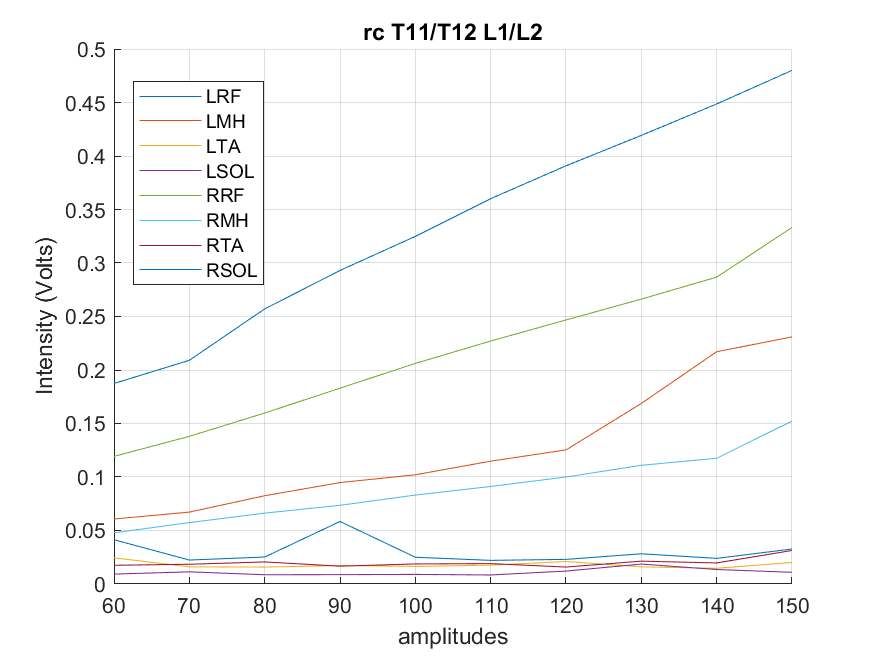 rc T11/T12 L1/L2
0.5
0.45
0.4
0.35
0.3
0.25
0.2
0.15
0.1
0.05
0
Intensity (Volts)
LRF
LMH
LTA
LSOL
RRF
RMH
RTA
RSOL
60 70 80 90 100 110 120 130 140 150
amplitudes